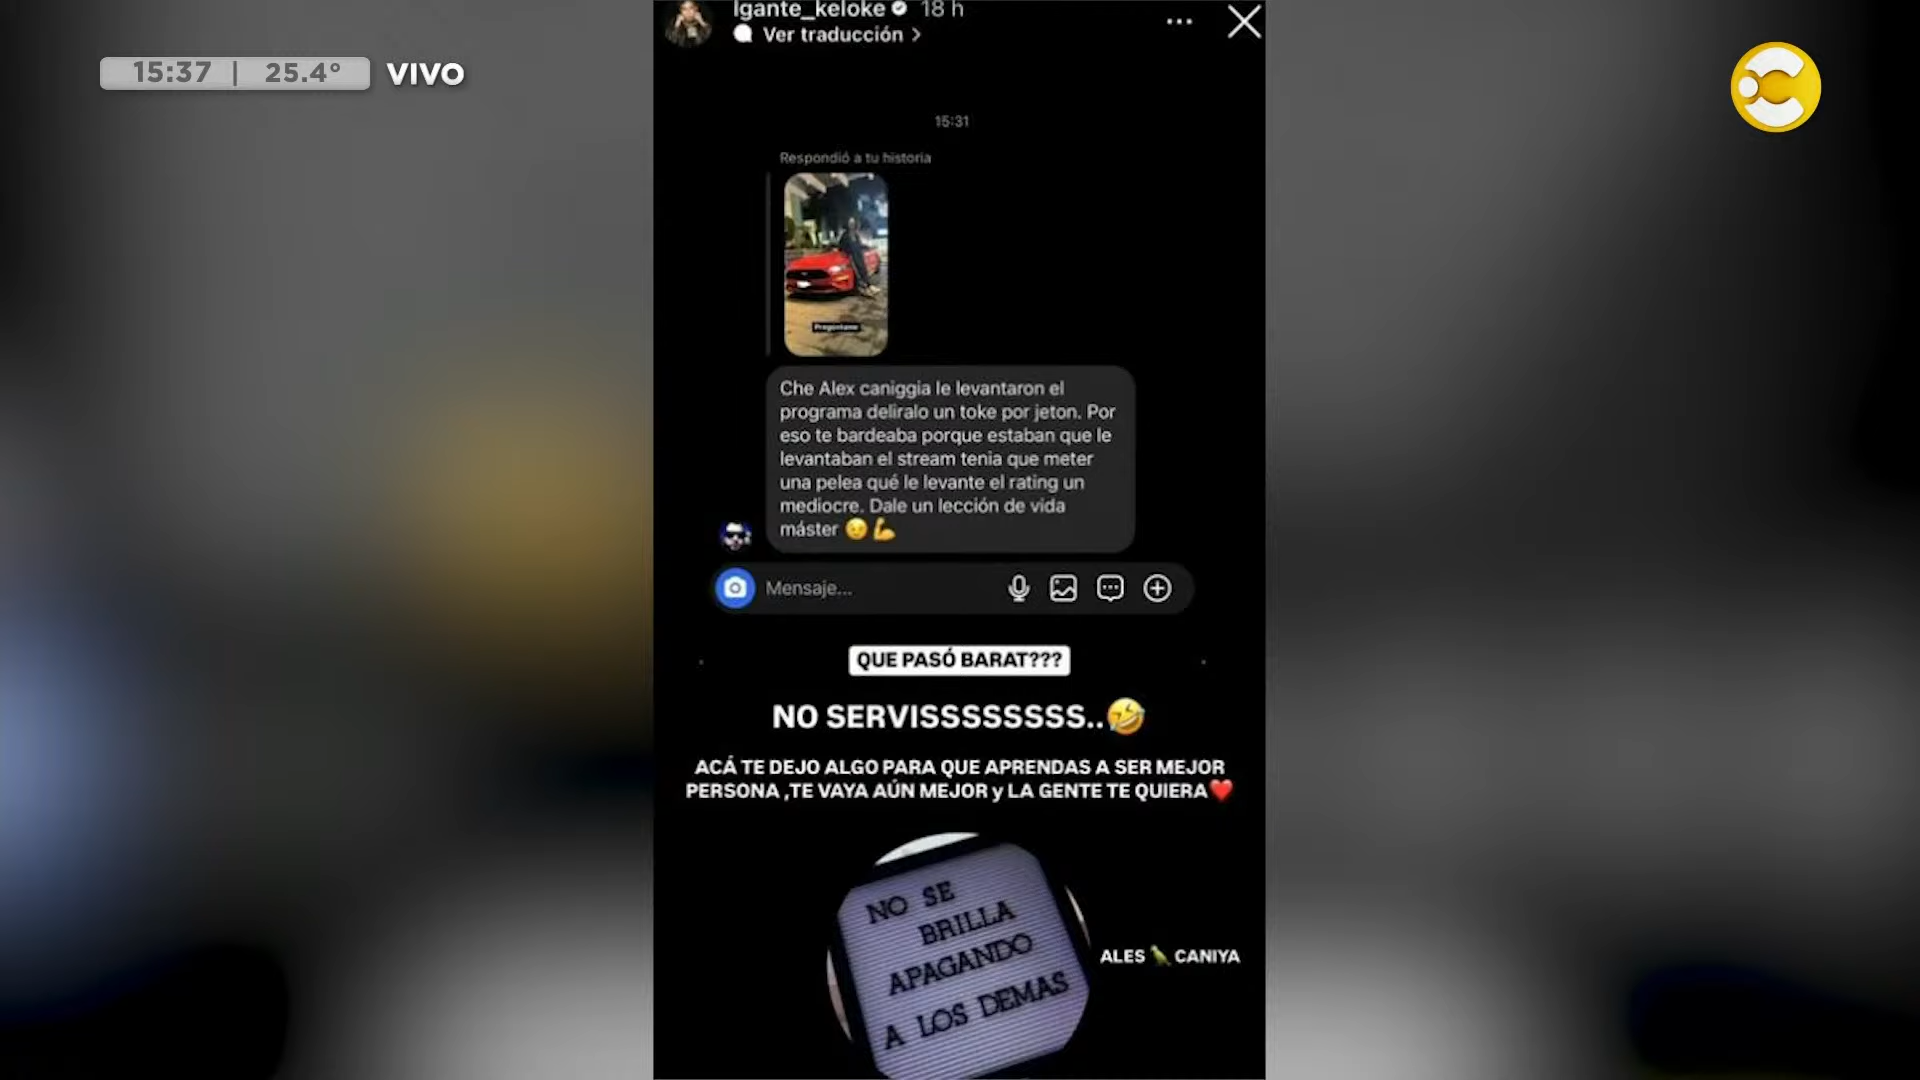 15:37 | 25.4° VIVO
lgante_keloke 18 h
Ver traducción
15:31
Respondió a tu historia
Preguntame
Che Alex caniggia le levantaron el
programa deliralo un toke por jeton. Por
eso te bardeaba porque estaban que le
levantaban el stream tenia que meter
una pelea qué le levante el rating un
mediocre. Dale un lección de vida
máster 😉💪
Mensaje...
QUE PASÓ BARAT???
NO SERVISSSSSSSS..🤣
ACÁ TE DEJO ALGO PARA QUE APRENDAS A SER MEJOR
PERSONA ,TE VAYA AÚN MEJOR y LA GENTE TE QUIERA❤️
NO SE
BRILLA
APAGANDO
A LOS DEMAS
ALES 🦜 CANIYA